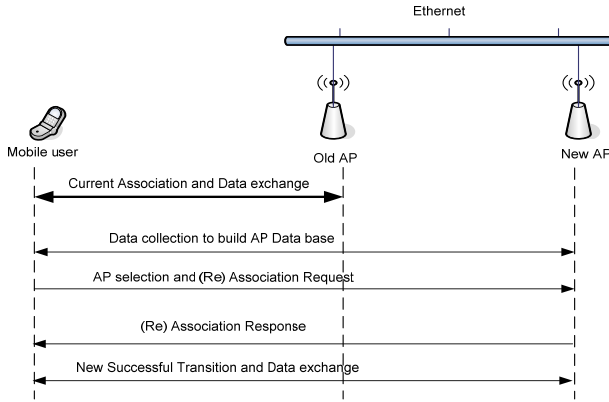 Ethernet
Mobile user
Old AP
New AP
Current Association and Data exchange
Data collection to build AP Data base
AP selection and (Re) Association Request
(Re) Association Response
New Successful Transition and Data exchange